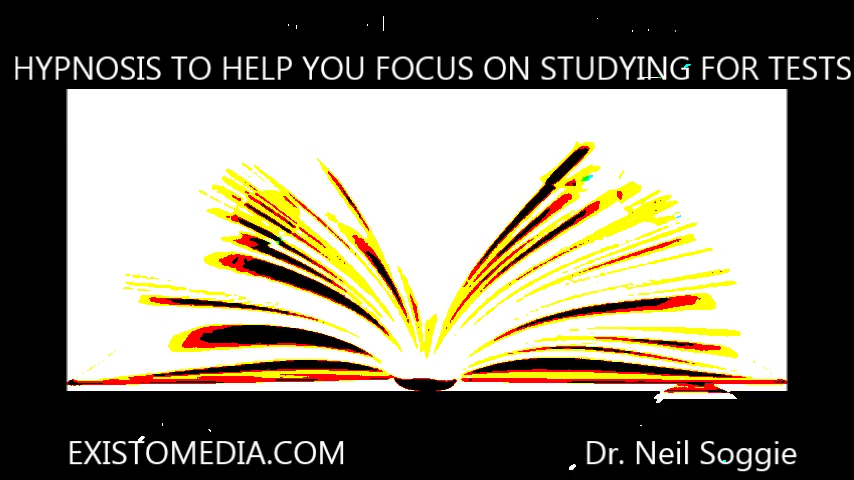 HYPNOSIS TO HELP YOU FOCUS ON STUDYING FOR TESTS
EXISTOMEDIA.COM
Dr. Neil Soggie